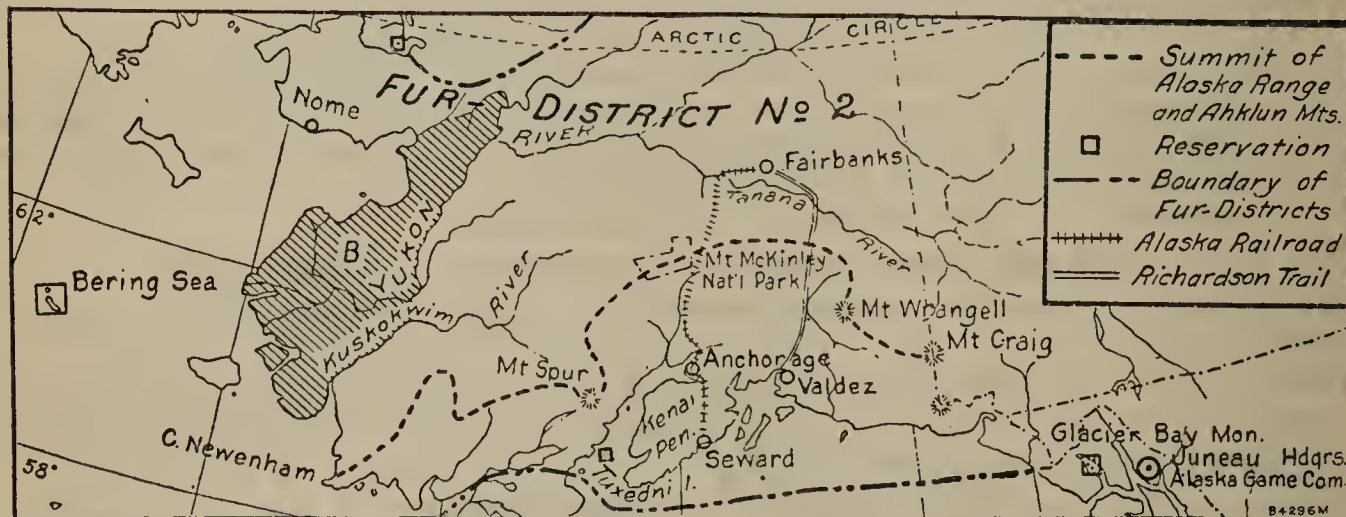 ARCTIC CIRICLE
FUR- DISTRICT Nº 2
Nome
RIVER
Fairbanks
Tanana
River
62°
B
YUKON
Mt McKinley
Nat'l Park
Bering Sea
Kuskokwim
River
Mt Wrangell
Mt Craig
Mt Spur
Anchorage
Valdez
Kenai
Pen.
C. Newenham
58°
Seward
Tuxedni I.
Glacier Bay Mon.
Juneau Hdqrs.
Alaska Game Com.
B4296M
Summit of
Alaska Range
and Ahklun Mts.
Reservation
Boundary of
Fur-Districts
Alaska Railroad
Richardson Trail